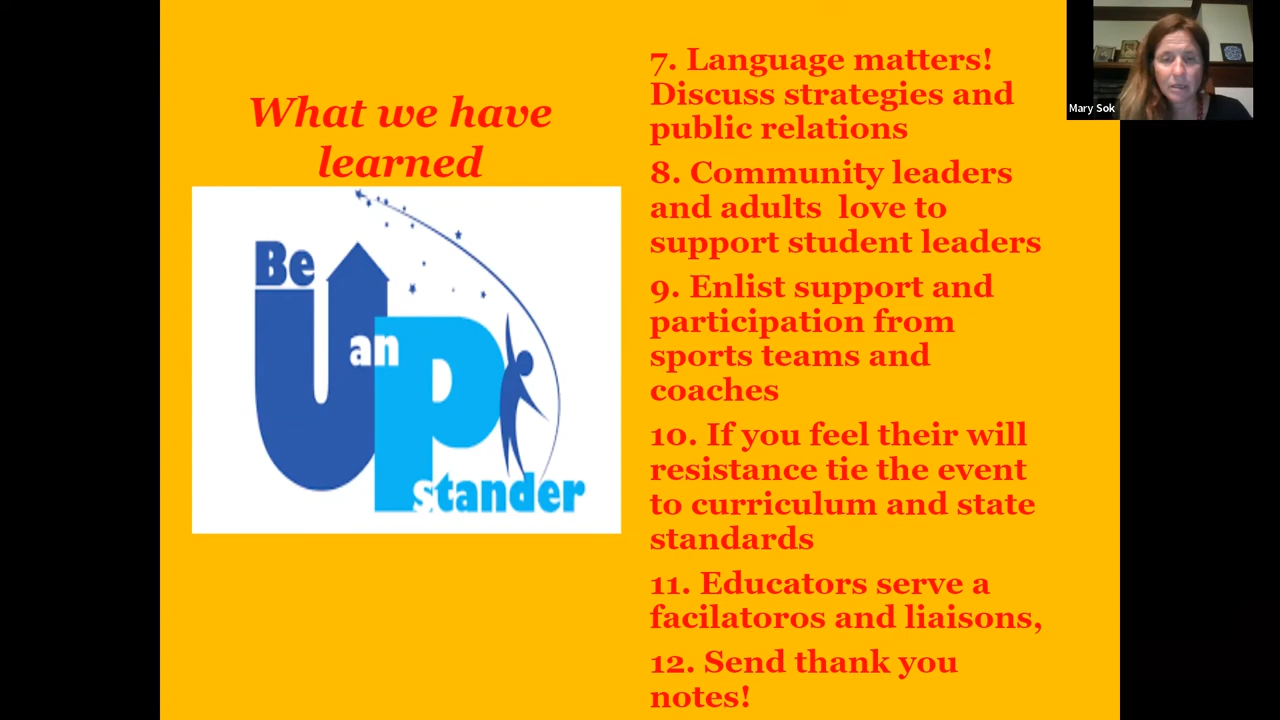 What we have
learned
Be
an
UP
stander
7. Language matters!
Discuss strategies and
public relations
8. Community leaders
and adults  love to
support student leaders
9. Enlist support and
participation from
sports teams and
coaches
10. If you feel their will
resistance tie the event
to curriculum and state
standards
11. Educators serve a
facilatoros and liaisons,
12. Send thank you
notes!
Mary Sok